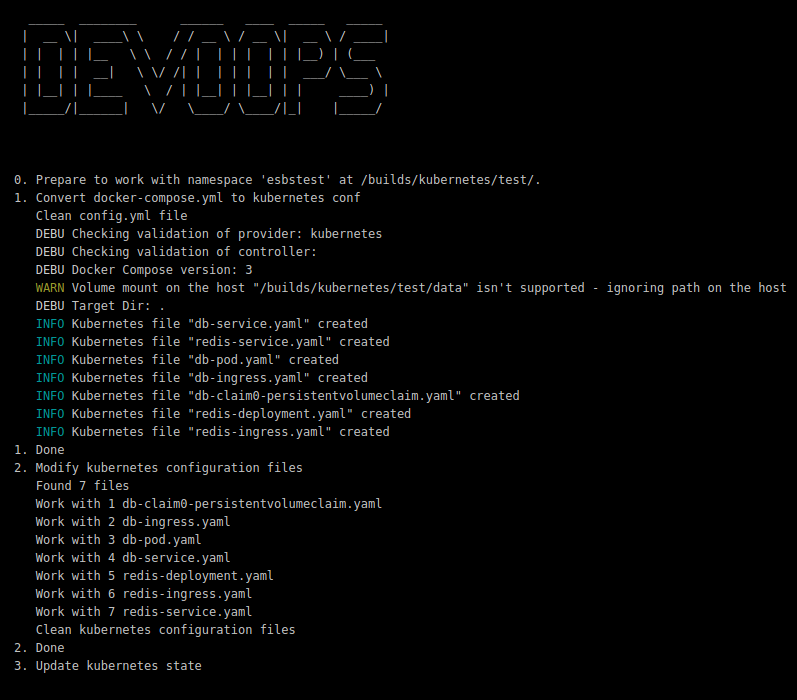 DEVOOPS
0. Prepare to work with namespace 'esbstest' at /builds/kubernetes/test/.
1. Convert docker-compose.yml to kubernetes conf
Clean config.yml file
DEBU Checking validation of provider: kubernetes
DEBU Checking validation of controller:
DEBU Docker Compose version: 3
WARN Volume mount on the host "/builds/kubernetes/test/data" isn't supported - ignoring path on the host
DEBU Target Dir: .
INFO Kubernetes file "db-service.yaml" created
INFO Kubernetes file "redis-service.yaml" created
INFO Kubernetes file "db-pod.yaml" created
INFO Kubernetes file "db-ingress.yaml" created
INFO Kubernetes file "db-claim0-persistentvolumeclaim.yaml" created
INFO Kubernetes file "redis-deployment.yaml" created
INFO Kubernetes file "redis-ingress.yaml" created
1. Done
2. Modify kubernetes configuration files
Found 7 files
Work with 1 db-claim0-persistentvolumeclaim.yaml
Work with 2 db-ingress.yaml
Work with 3 db-pod.yaml
Work with 4 db-service.yaml
Work with 5 redis-deployment.yaml
Work with 6 redis-ingress.yaml
Work with 7 redis-service.yaml
Clean kubernetes configuration files
2. Done
3. Update kubernetes state